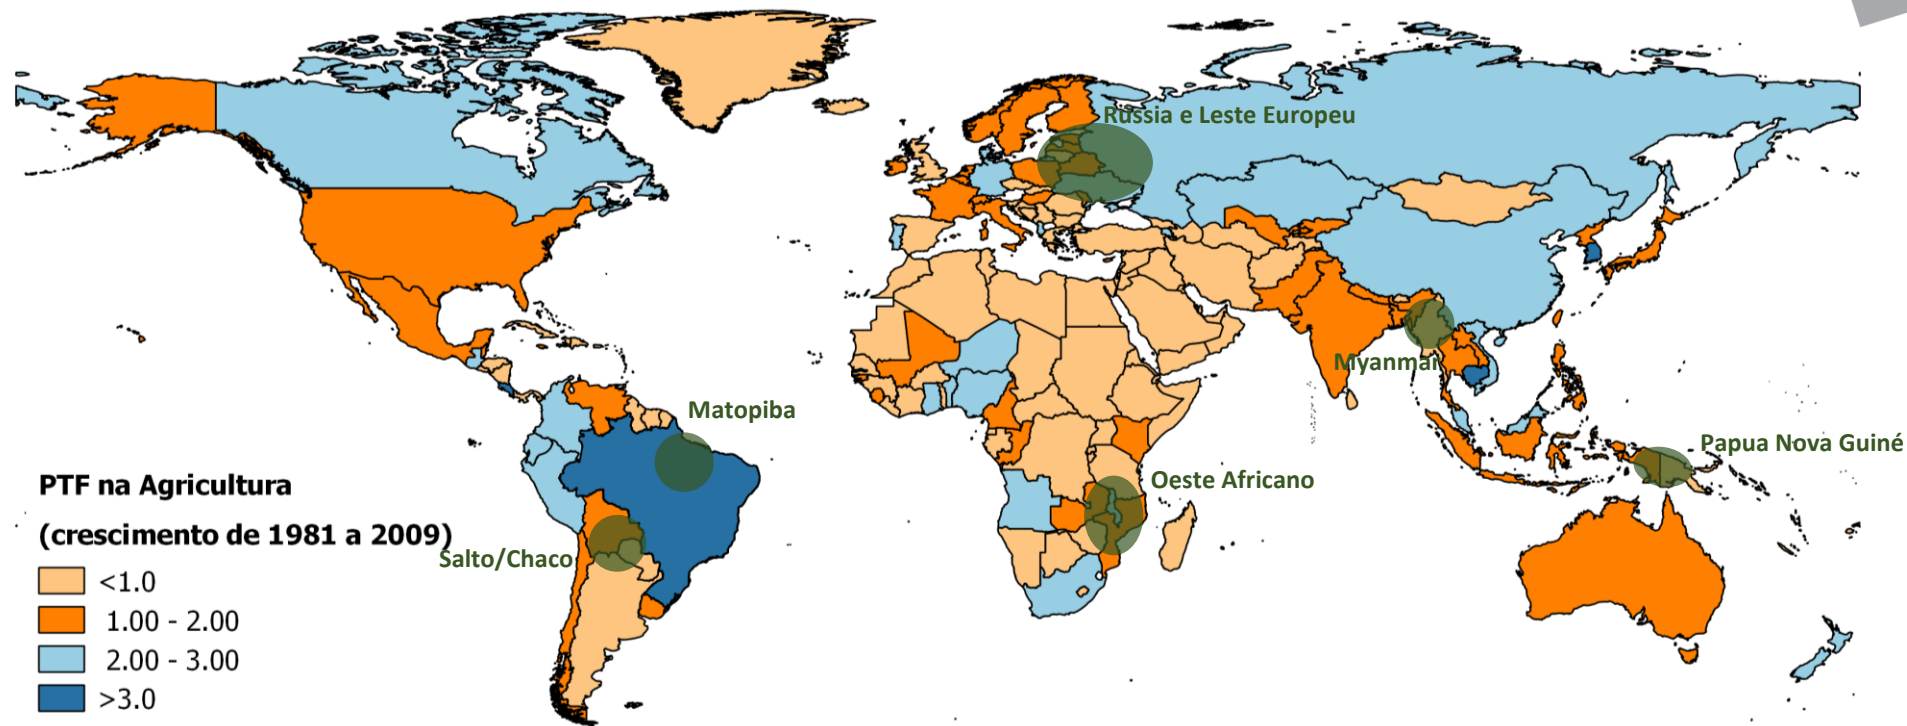 Rússia e Leste Europeu
Myanmar
Matopiba
Papua Nova Guiné
Oeste Africano
Salto/Chaco
PTF na Agricultura
(crescimento de 1981 a 2009)
<1.0
1.00 - 2.00
2.00 - 3.00
>3.0